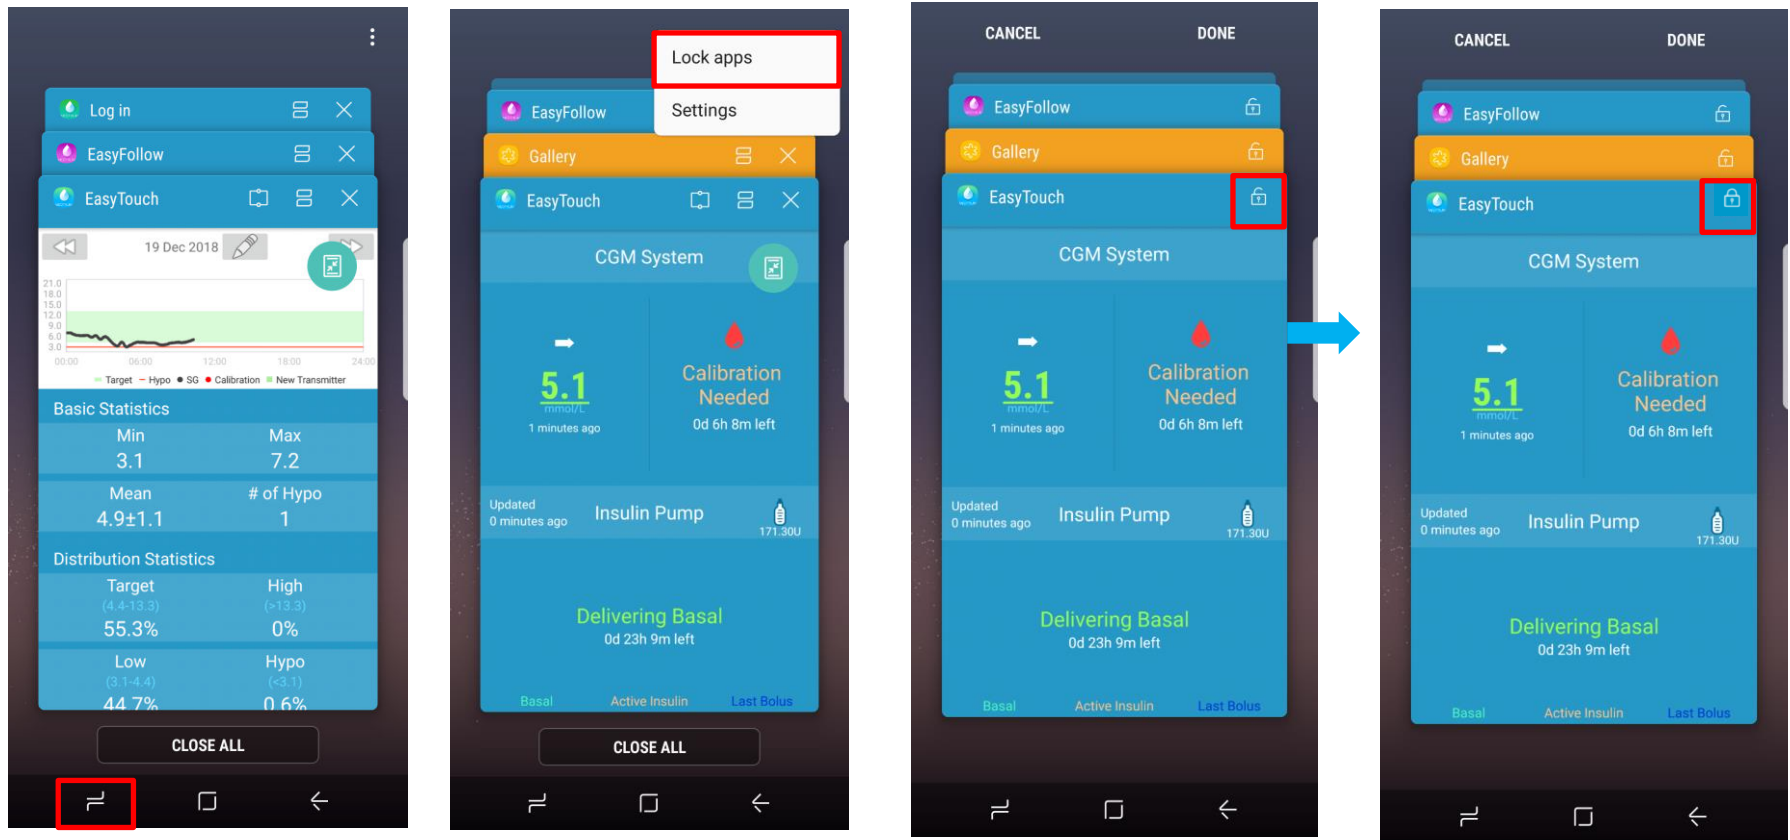 Log in
EasyFollow
EasyTouch
19 Dec 2018
21.0
18.0
15.0
12.0
9.0
6.0
3.0
00:00 06:00 12:00 18:00 24:00
Target Hypo SG Calibration New Transmitter
Basic Statistics
Min Max
3.1 7.2
Mean # of Hypo
4.9±1.1 1
Distribution Statistics
Target High
(4.4-13.3) (>13.3)
55.3% 0%
Low Hypo
(3.1-4.4) (<3.1)
44.7% 0.6%
CLOSE ALL
Lock apps
Settings
EasyFollow
Gallery
EasyTouch
CGM System
5.1
mmol/L
1 minutes ago
Calibration
Needed
0d 6h 8m left
Updated
0 minutes ago
Insulin Pump
171.30U
Delivering Basal
0d 23h 9m left
Basal Active Insulin Last Bolus
CLOSE ALL
CANCEL DONE
EasyFollow
Gallery
EasyTouch
CGM System
5.1
mmol/L
1 minutes ago
Calibration
Needed
0d 6h 8m left
Updated
0 minutes ago
Insulin Pump
171.30U
Delivering Basal
0d 23h 9m left
Basal Active Insulin Last Bolus
CANCEL DONE
EasyFollow
Gallery
EasyTouch
CGM System
5.1
mmol/L
1 minutes ago
Calibration
Needed
0d 6h 8m left
Updated
0 minutes ago
Insulin Pump
171.30U
Delivering Basal
0d 23h 9m left
Basal Active Insulin Last Bolus